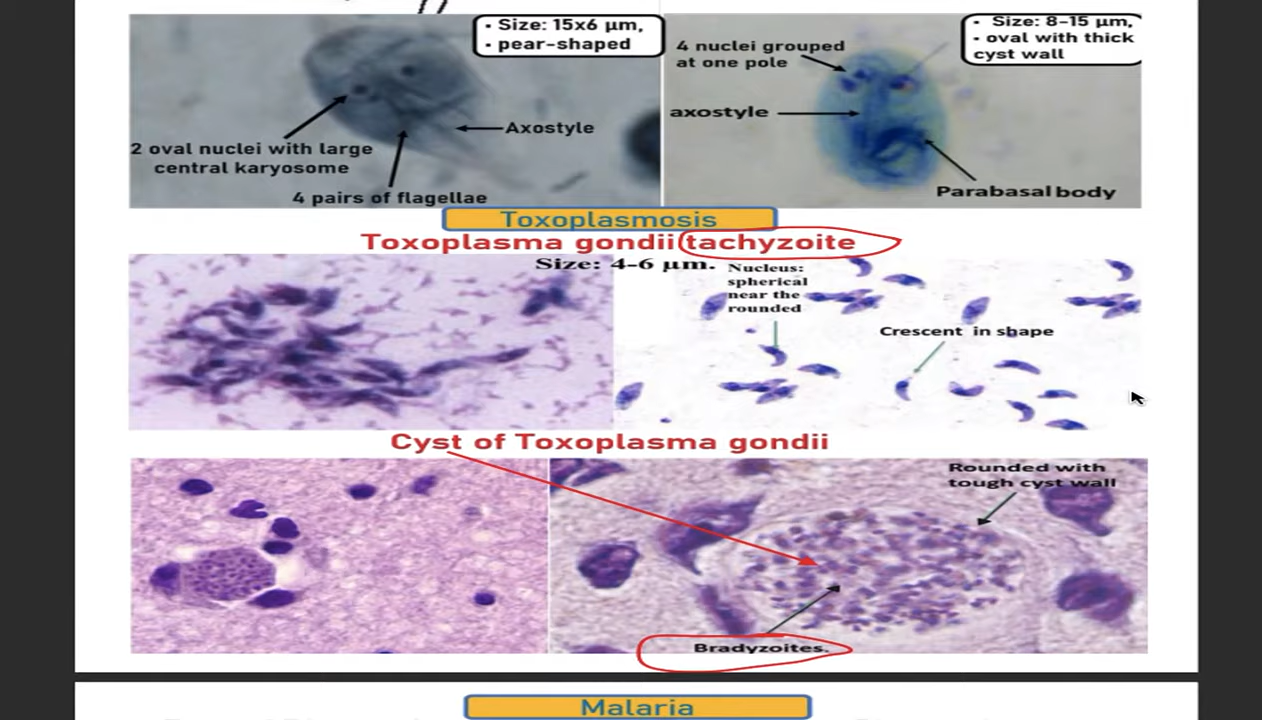 • Size: 15x6 μm,
• pear-shaped
2 oval nuclei with large
central karyosome
Axostyle
4 pairs of flagellae
• Size: 8-15 μm,
• oval with thick
cyst wall
4 nuclei grouped
at one pole
axostyle
Parabasal body
Toxoplasmosis
Toxoplasma gondii tachyzoite
Size: 4-6 μm.
Nucleus:
spherical
near the
rounded
Crescent in shape
Cyst of Toxoplasma gondii
Rounded with
tough cyst wall
Bradyzoites.
Malaria